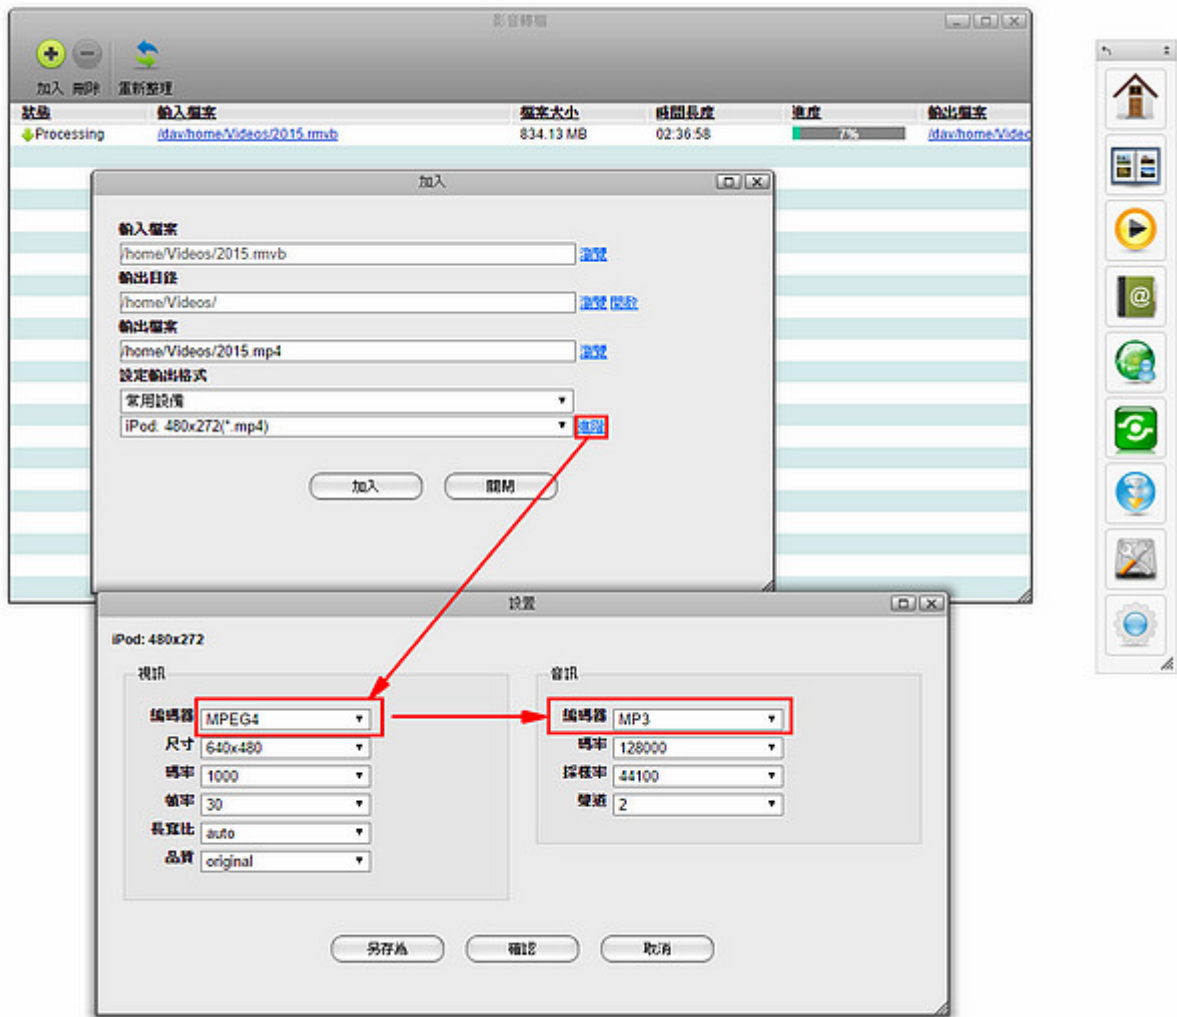 影音轉檔
加入 刪除 重新整理
狀態 輸入檔案 檔案大小 時間長度 進度 輸出檔案
Processing /dav/home/Videos/2015.rmvb 834.13 MB 02:36:58 7% /dav/home/Videc
加入
輸入檔案
/home/Videos/2015.rmvb 瀏覽
輸出目錄
/home/Videos/ 瀏覽 開啟
輸出檔案
/home/Videos/2015.mp4 瀏覽
設定輸出格式
常用設備
iPod: 480x272(*.mp4) 進階
加入 關閉
設置
iPod: 480x272
視訊 音訊
編碼器 MPEG4 編碼器 MP3
尺寸 640x480 碼率 128000
碼率 1000 採樣率 44100
幀率 30 聲道 2
長寬比 auto
品質 original
另存為 確認 取消